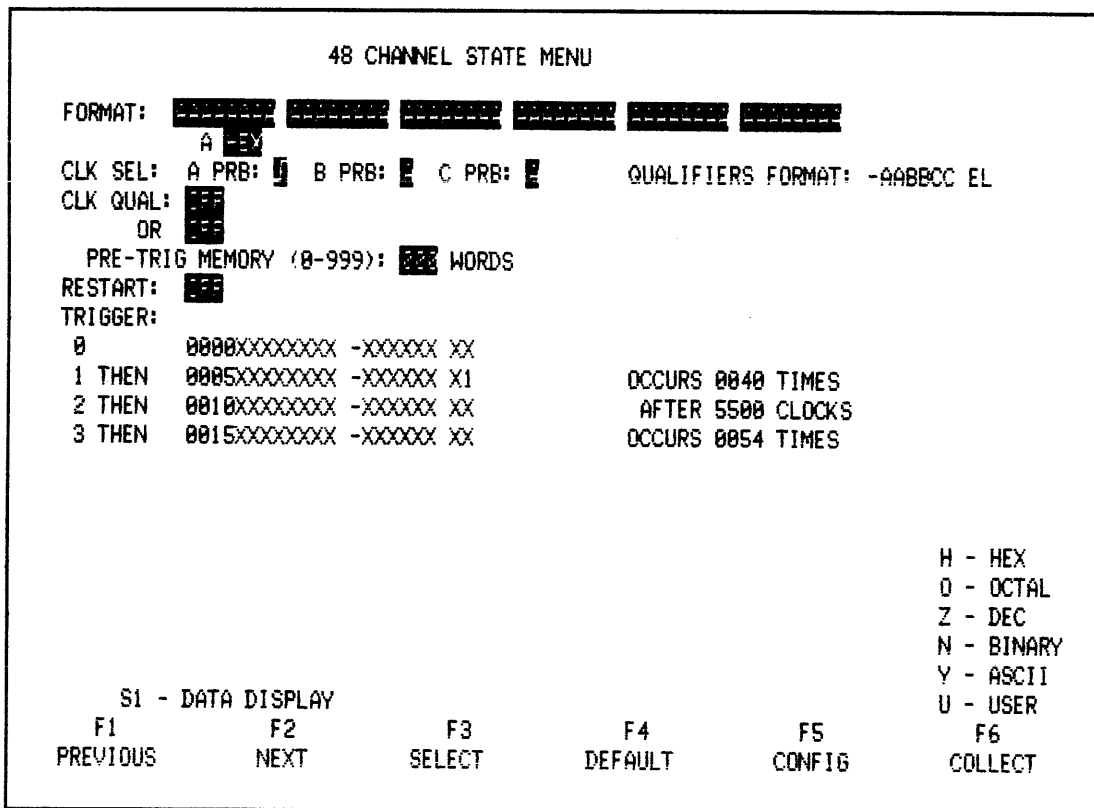 48 CHANNEL STATE MENU
FORMAT:
A
CLK SEL: A PRB: B PRB: C PRB: QUALIFIERS FORMAT: -AABBCC EL
CLK QUAL:
OR
PRE-TRIG MEMORY (0-999): WORDS
RESTART:
TRIGGER:
0 0000XXXXXXXX -XXXXXX XX
1 THEN 0005XXXXXXXX -XXXXXX X1 OCCURS 0040 TIMES
2 THEN 0010XXXXXXXX -XXXXXX XX AFTER 5500 CLOCKS
3 THEN 0015XXXXXXXX -XXXXXX XX OCCURS 0054 TIMES
H - HEX
O - OCTAL
Z - DEC
N - BINARY
Y - ASCII
S1 - DATA DISPLAY U - USER
F1 F2 F3 F4 F5 F6
PREVIOUS NEXT SELECT DEFAULT CONFIG COLLECT